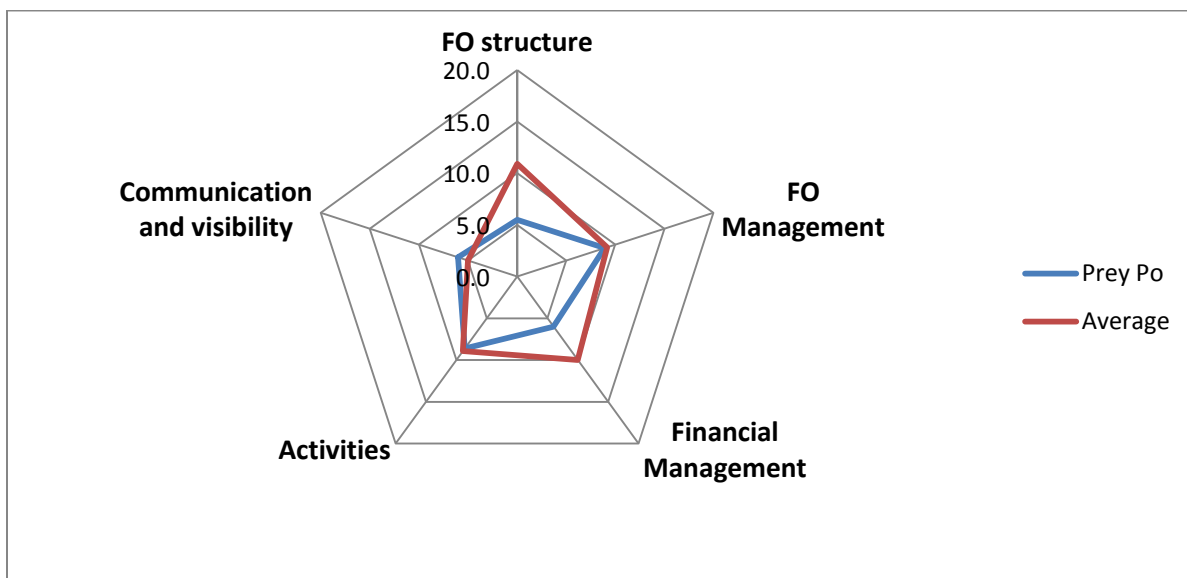 FO structure
20.0
15.0
10.0
5.0
0.0
FO
Management
Financial
Management
Activities
Communication
and visibility
Prey Po
Average